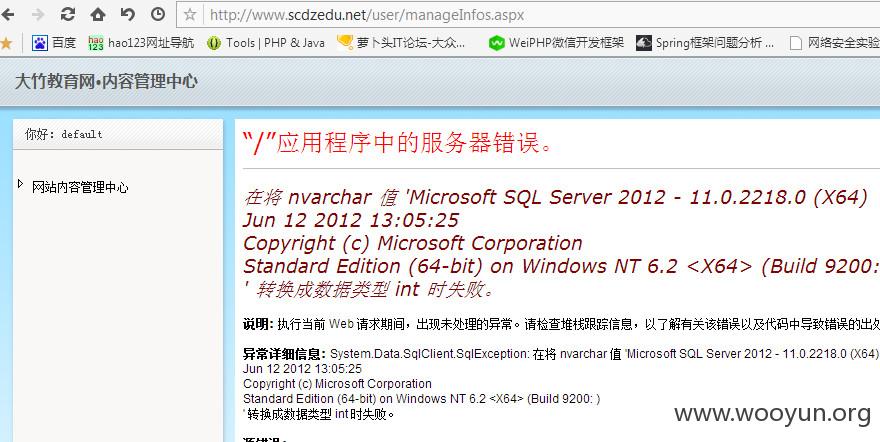 http://www.scdzedu.net/user/manageInfos.aspx
百度 hao123网址导航 Tools | PHP & Java 萝卜头IT论坛-大众... WeiPHP微信开发框架 Spring框架问题分析 ... 网络安全实验
大竹教育网•内容管理中心
你好: default
网站内容管理中心
“/”应用程序中的服务器错误。
在将 nvarchar 值 'Microsoft SQL Server 2012 - 11.0.2218.0 (X64)
Jun 12 2012 13:05:25
Copyright (c) Microsoft Corporation
Standard Edition (64-bit) on Windows NT 6.2 <X64> (Build 9200:
' 转换成数据类型 int 时失败。
说明: 执行当前 Web 请求期间，出现未处理的异常。请检查堆栈跟踪信息，以了解有关该错误以及代码中导致错误的出处
异常详细信息: System.Data.SqlClient.SqlException: 在将 nvarchar 值 'Microsoft SQL Server 2012 - 11.0.2218.0 (X64)
Jun 12 2012 13:05:25
Copyright (c) Microsoft Corporation
Standard Edition (64-bit) on Windows NT 6.2 <X64> (Build 9200: )
' 转换成数据类型 int 时失败。
www.wooyun.org